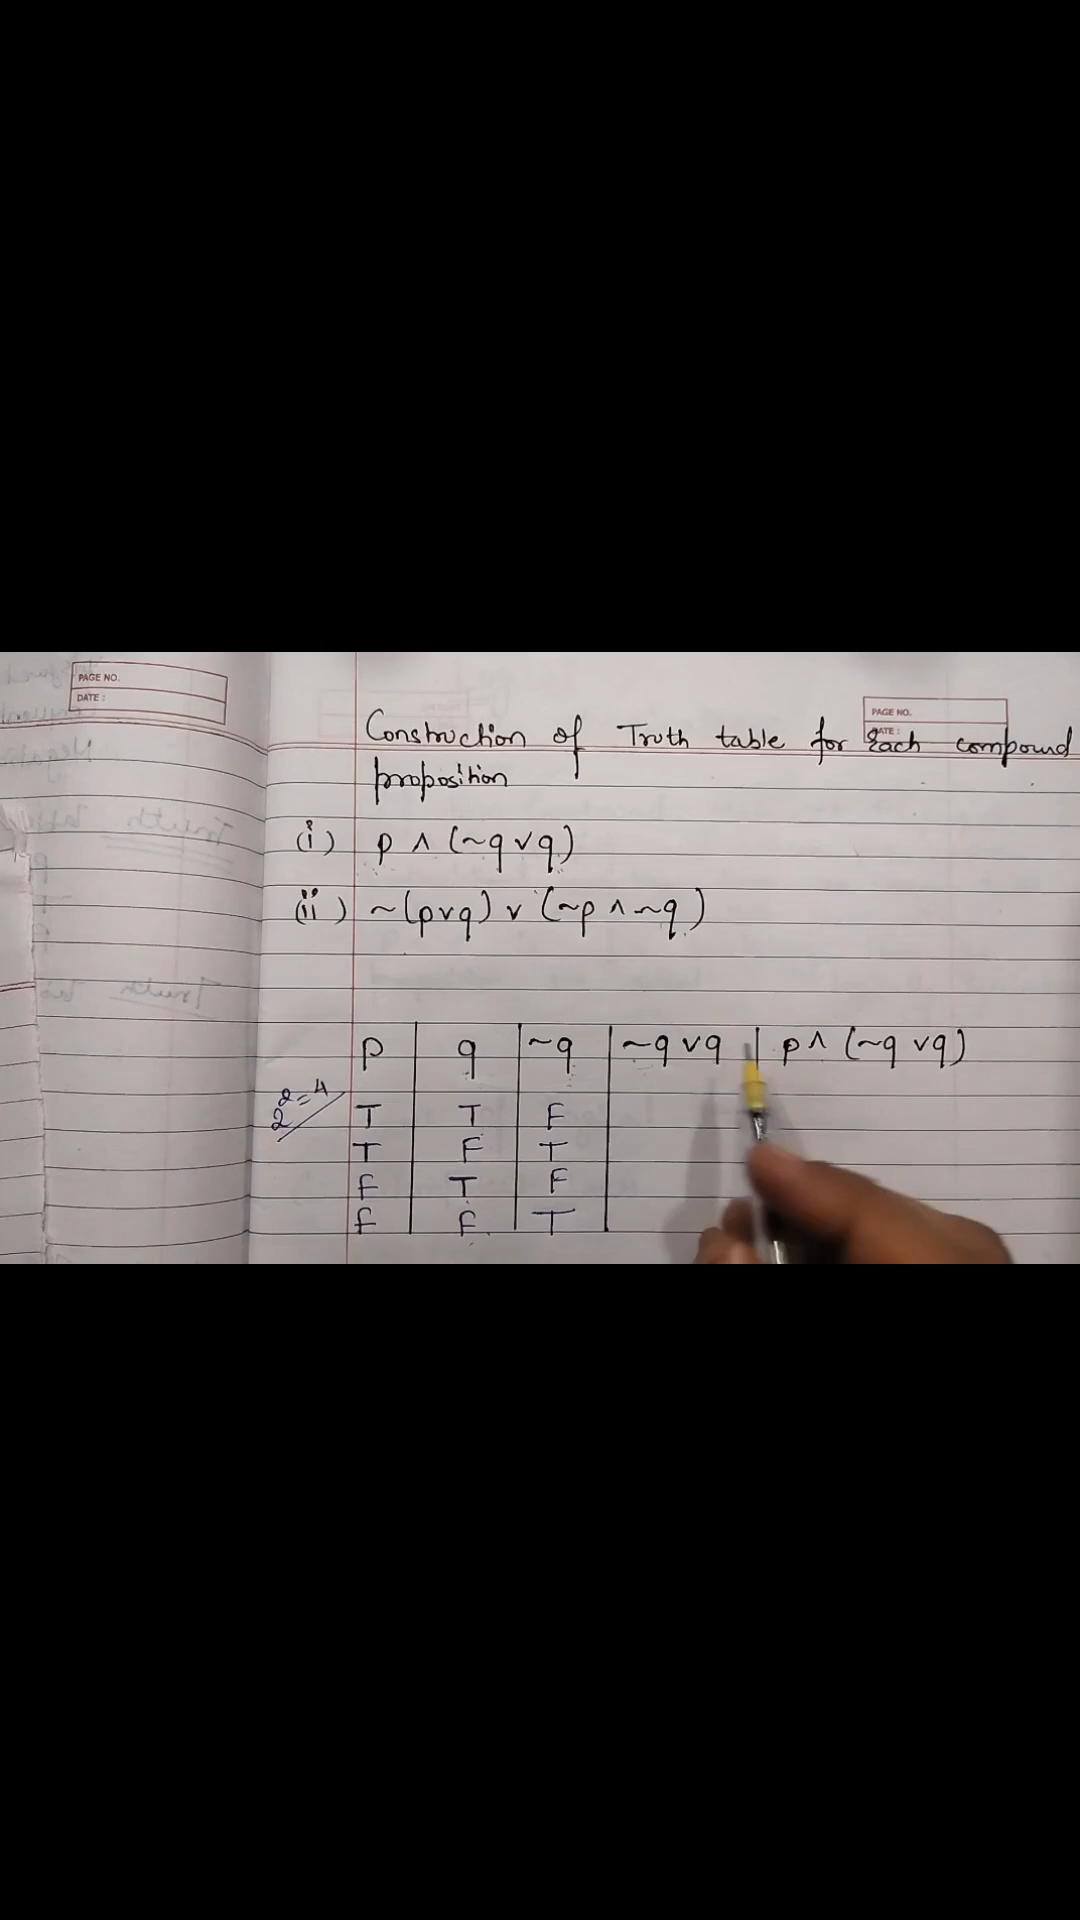 PAGE NO.
DATE :
PAGE NO.
DATE :
Construction of Truth table for each compound
proposition
(i) p ∧ (~q ∨ q)
(ii) ~(p∨q) ∨ (~p ∧ ~q)
p | q | ~q | ~q ∨ q | p ∧ (~q ∨ q)
2²=4
T | T | F
T | F | T
F | T | F
F | F | T